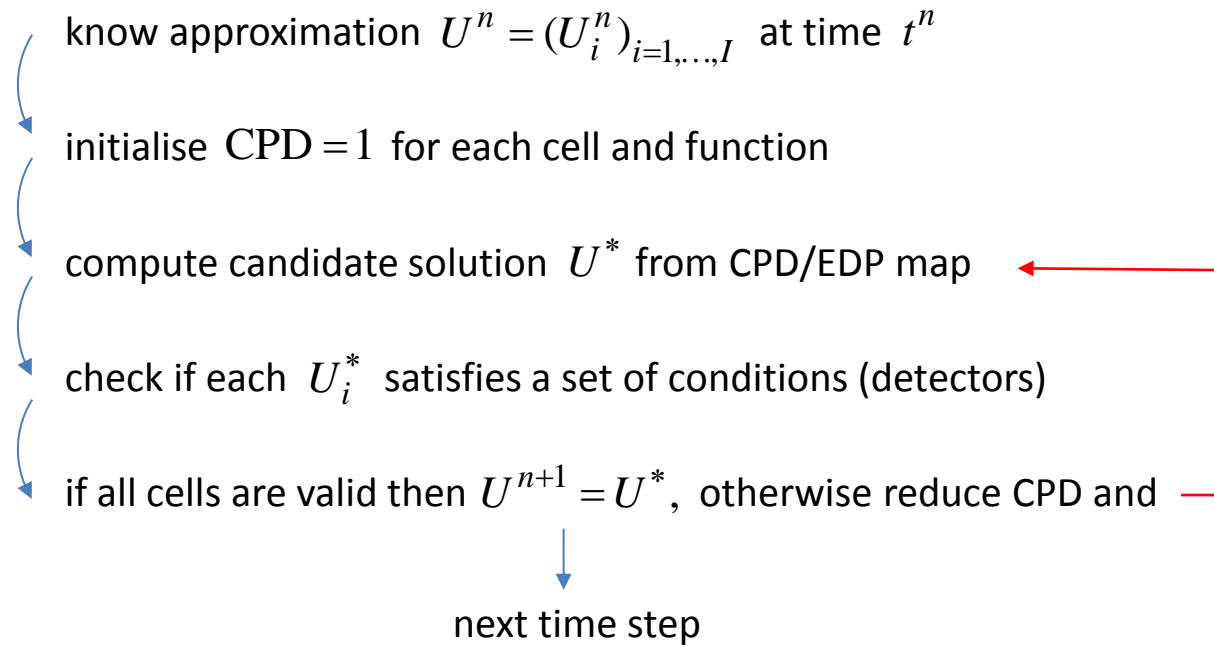 know approximation $U^n = (U_i^n)_{i=1,\ldots,I}$ at time $t^n$
initialise CPD = 1 for each cell and function
compute candidate solution $U^*$ from CPD/EDP map
check if each $U_i^*$ satisfies a set of conditions (detectors)
if all cells are valid then $U^{n+1} = U^*$, otherwise reduce CPD and
next time step